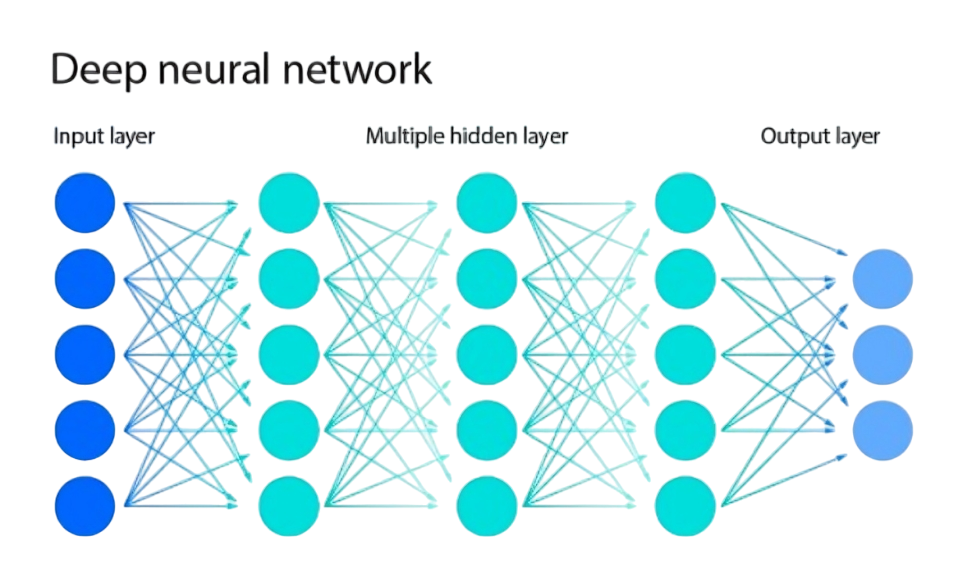 Deep neural network
Input layer
Multiple hidden layer
Output layer